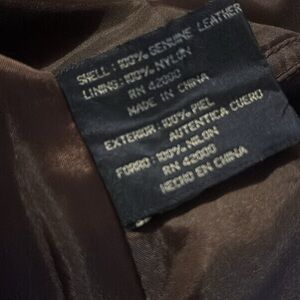 SHELL: 100% GENUINE LEATHER
LINING: 100% NYLON
RN 42000
MADE IN CHINA
EXTERIOR: 100% PIEL
AUTENTICA CUERO
FORRO: 100% NILON
RN 42000
HECHO EN CHINA